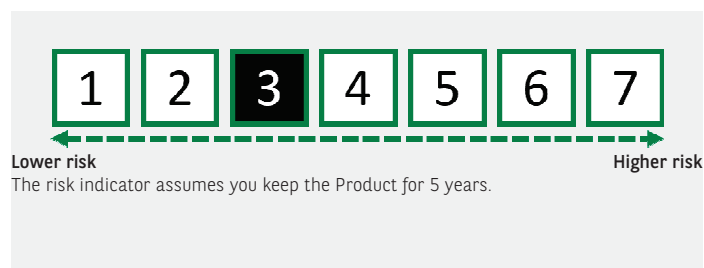 1 2 3 4 5 6 7
Lower risk Higher risk
The risk indicator assumes you keep the Product for 5 years.